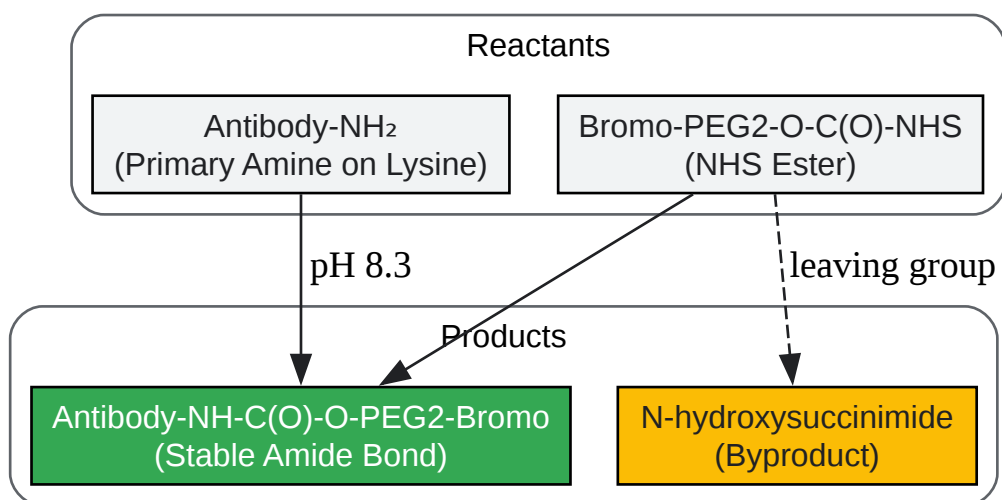 Reactants
Antibody-NH₂
(Primary Amine on Lysine)
Bromo-PEG2-O-C(O)-NHS
(NHS Ester)
pH 8.3
leaving group
Products
Antibody-NH-C(O)-O-PEG2-Bromo
(Stable Amide Bond)
N-hydroxysuccinimide
(Byproduct)